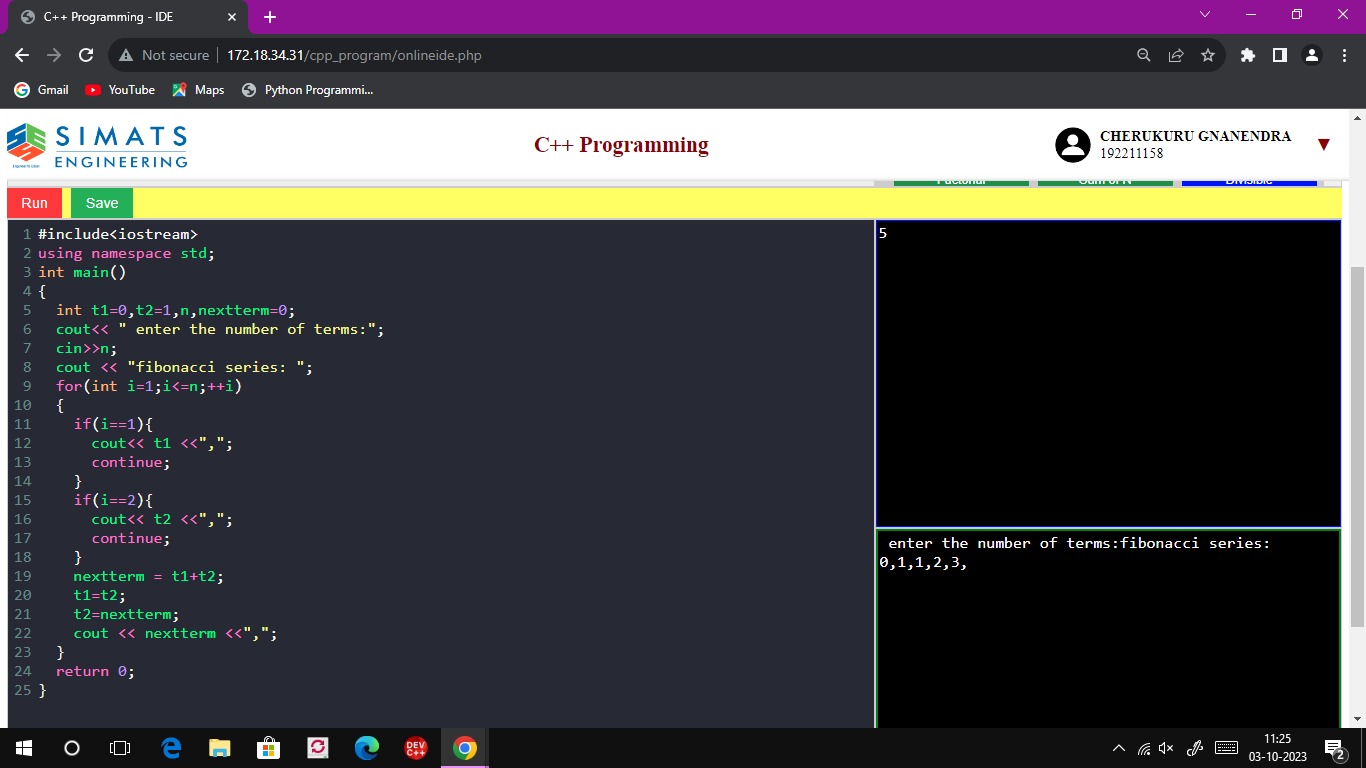 C++ Programming - IDE
Not secure
172.18.34.31/cpp_program/onlineide.php
Gmail
YouTube
Maps
Python Programmi...
SIMATS
ENGINEERING
C++ Programming
CHERUKURU GNANENDRA
192211158
Factorial
Sum of N
Divisible
Run
Save
1 #include<iostream>
2 using namespace std;
3 int main()
4 {
5 int t1=0,t2=1,n,nextterm=0;
6 cout<< " enter the number of terms:";
7 cin>>n;
8 cout << "fibonacci series: ";
9 for(int i=1;i<=n;++i)
10 {
11 if(i==1){
12 cout<< t1 <<",";
13 continue;
14 }
15 if(i==2){
16 cout<< t2 <<",";
17 continue;
18 }
19 nextterm = t1+t2;
20 t1=t2;
21 t2=nextterm;
22 cout << nextterm <<",";
23 }
24 return 0;
25 }
5
enter the number of terms:fibonacci series:
0,1,1,2,3,
DEV
C++
11:25
03-10-2023
2